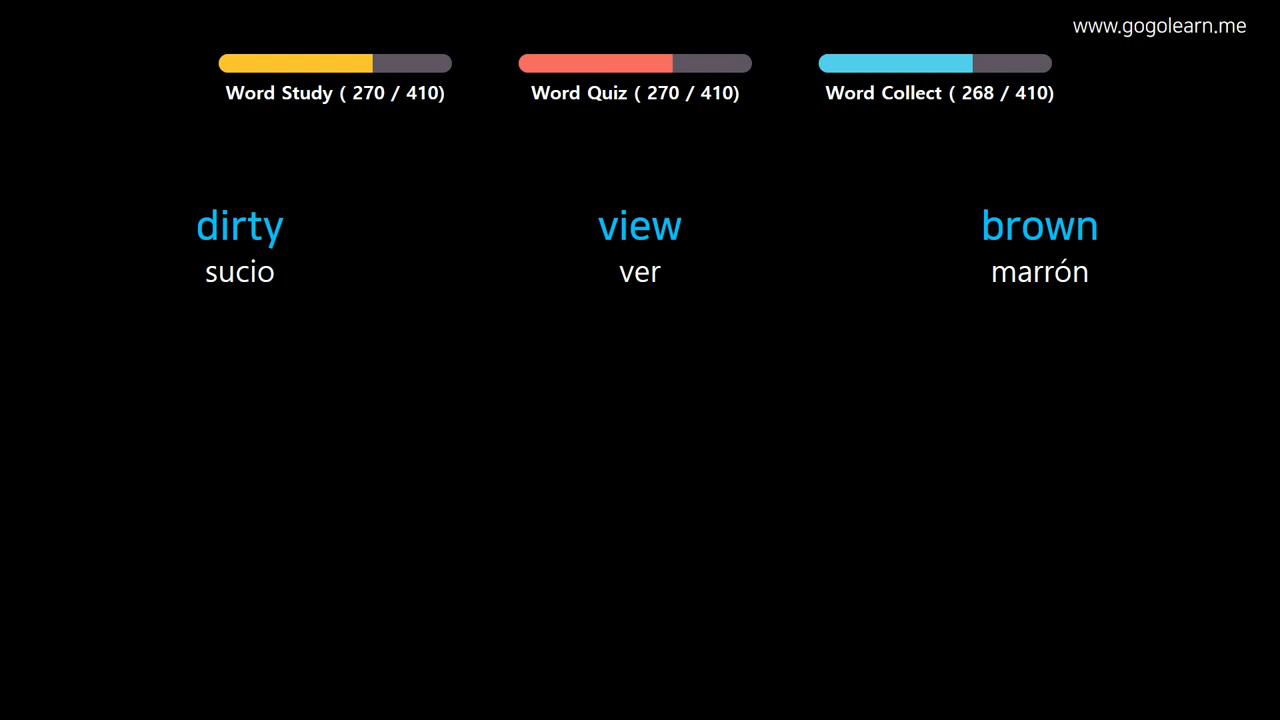 www.gogolearn.me
Word Study ( 270 / 410)
Word Quiz ( 270 / 410)
Word Collect ( 268 / 410)
dirty
sucio
view
ver
brown
marrón